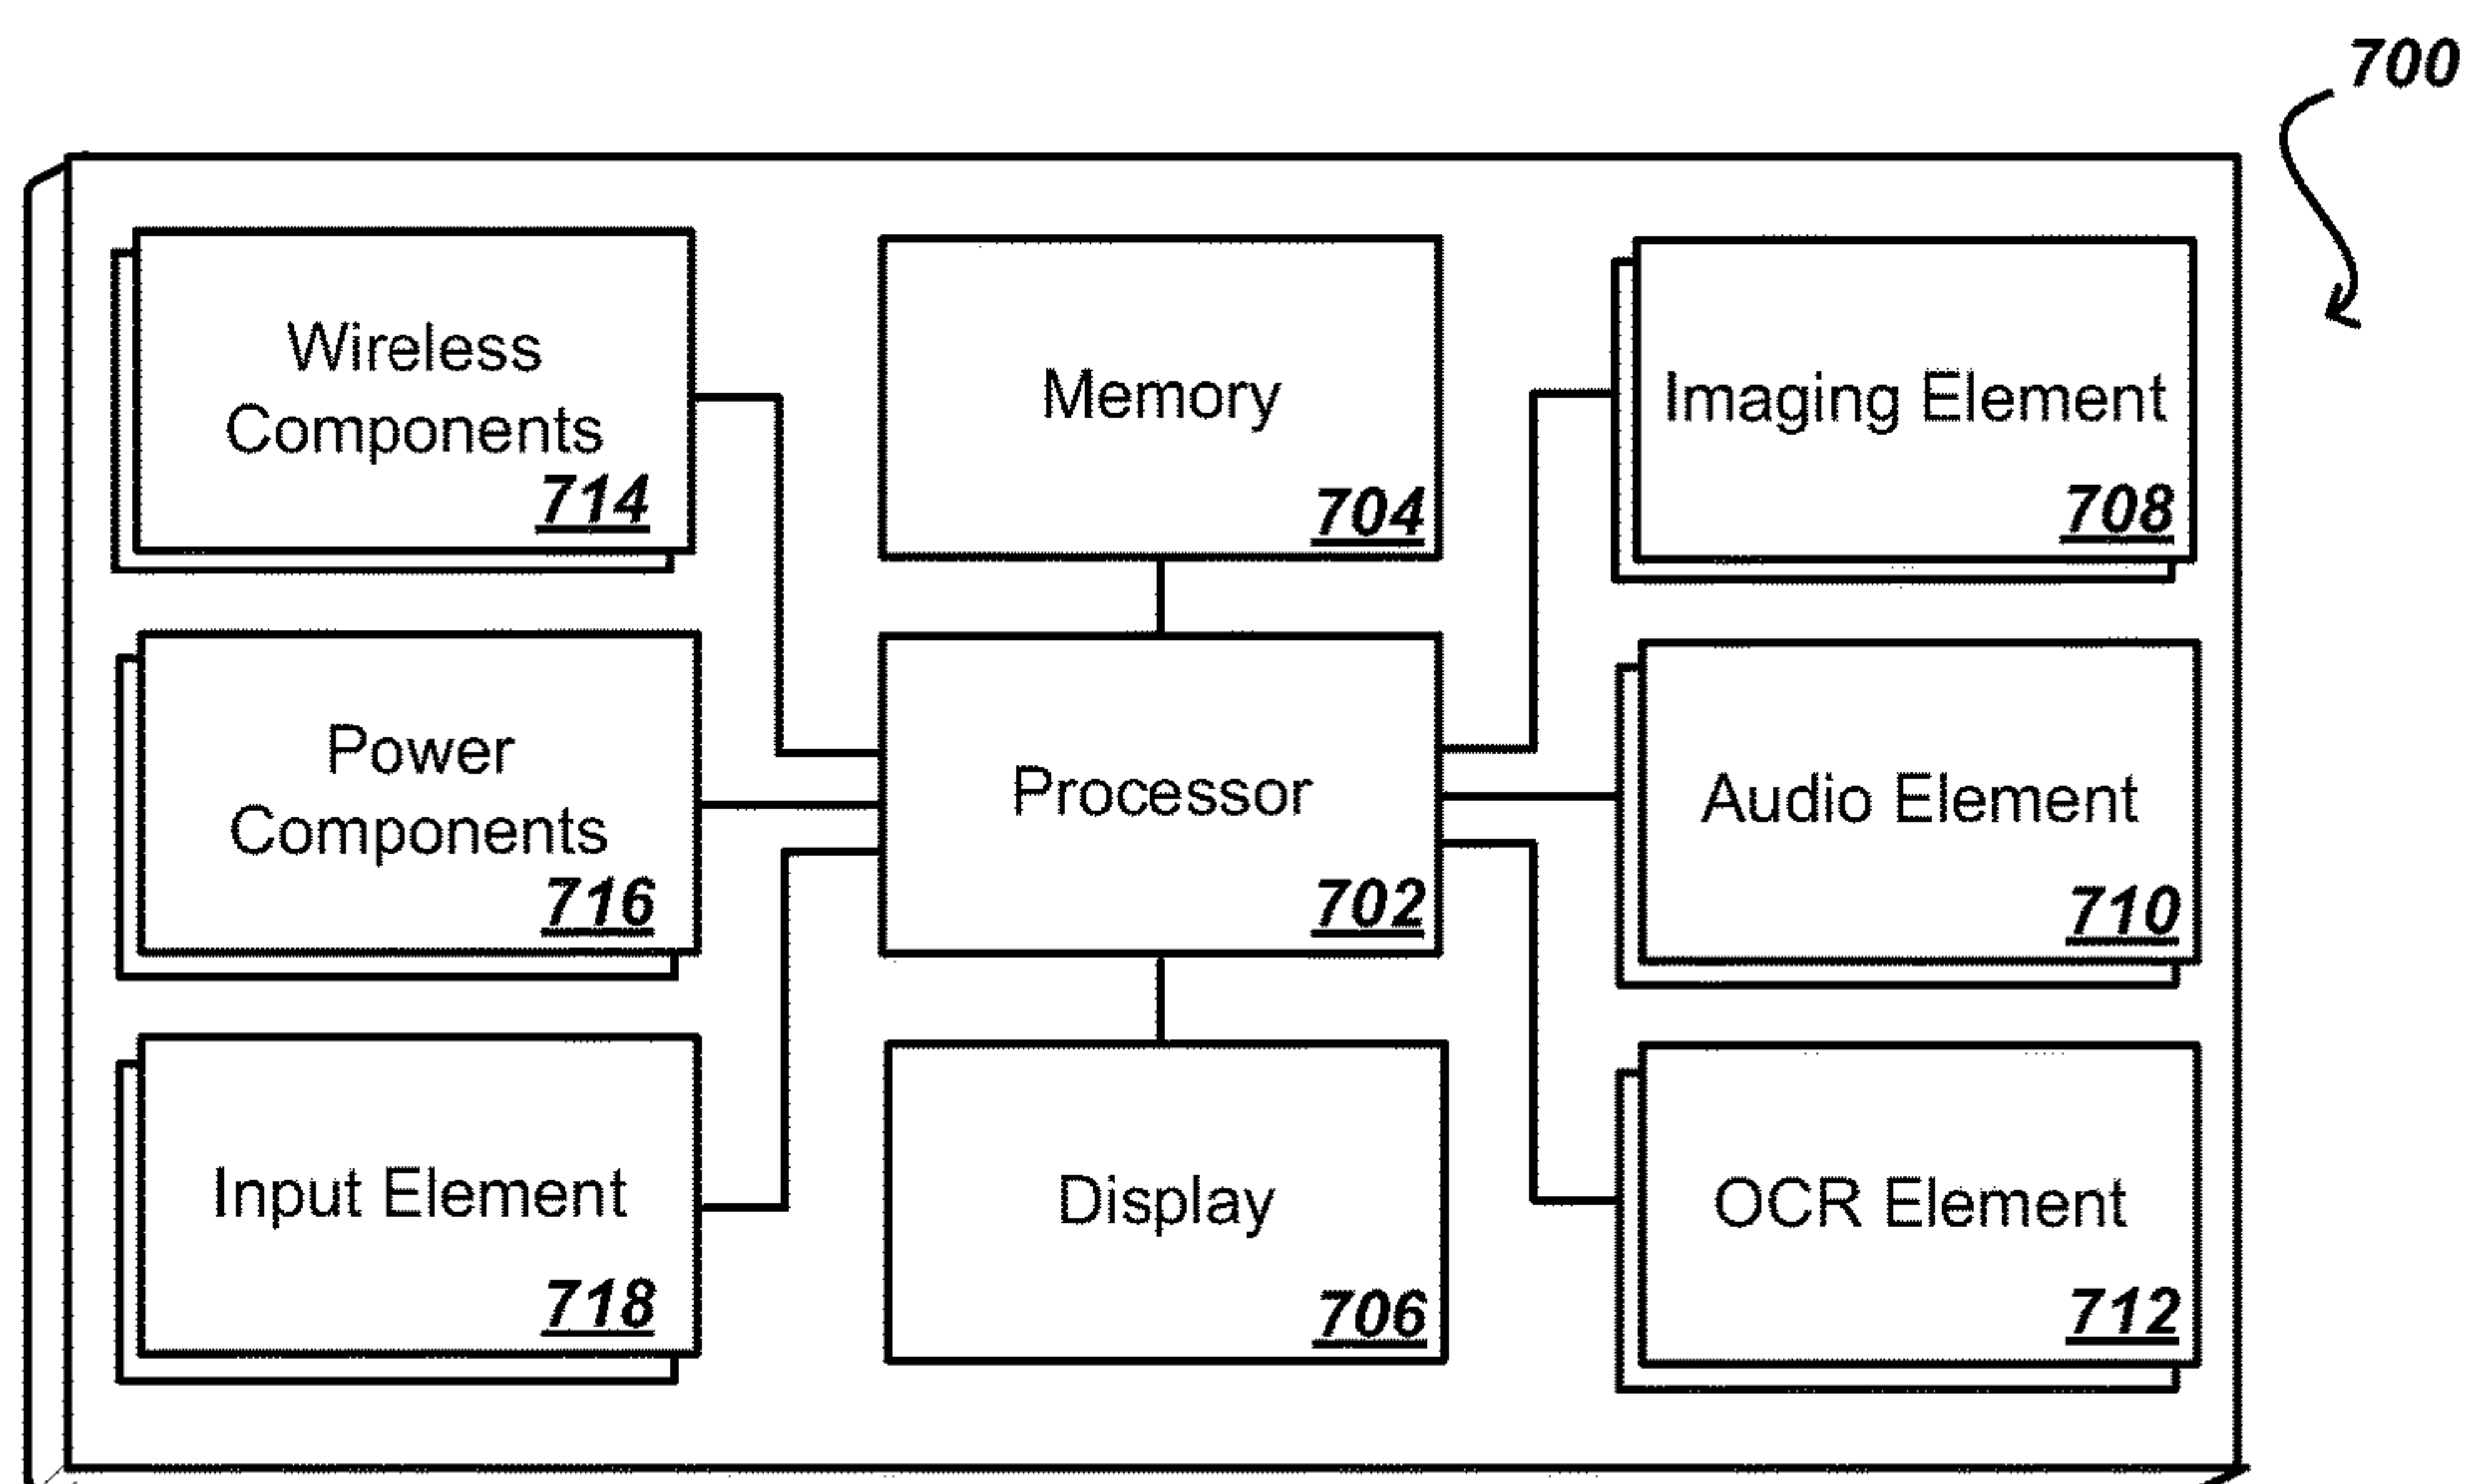 700
Wireless
Components
714
Memory
704
Imaging Element
708
Power
Components
716
Processor
702
Audio Element
710
Input Element
718
Display
706
OCR Element
712